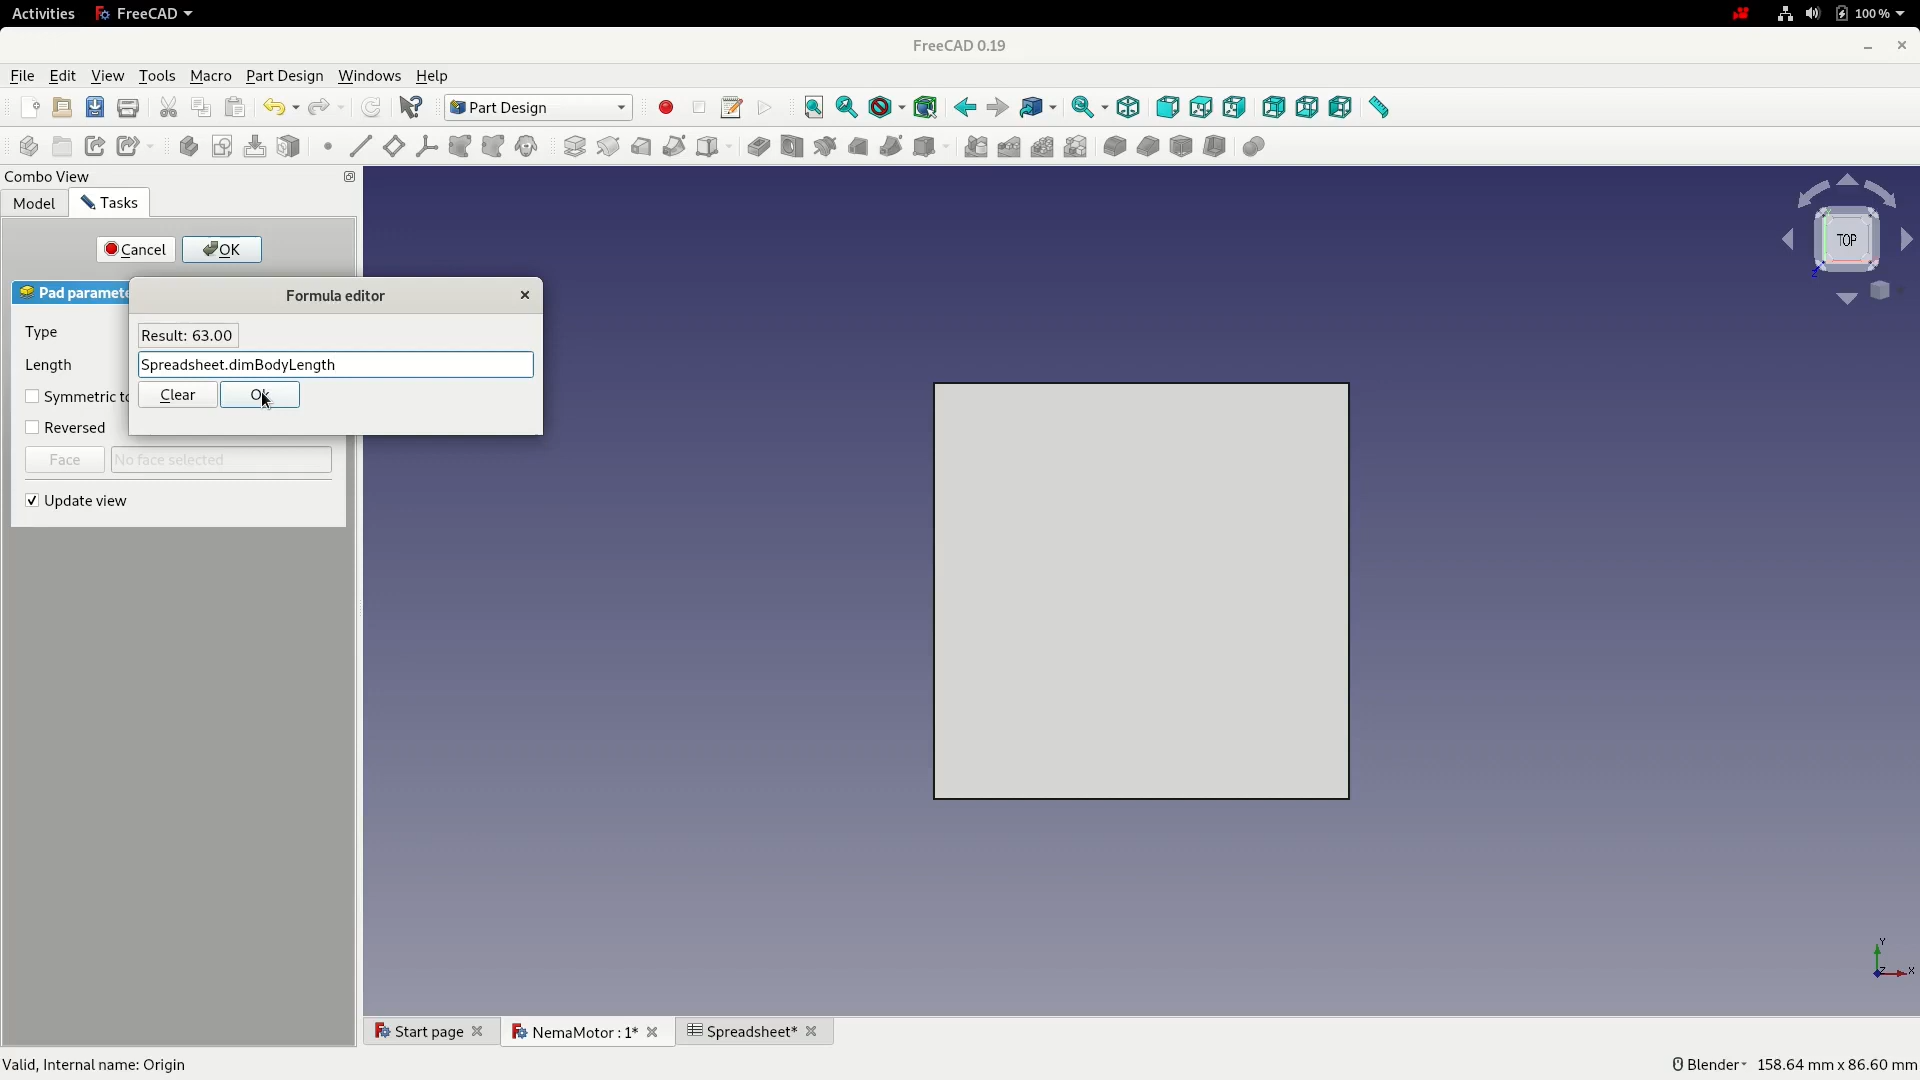 Activities FreeCAD 100 %
FreeCAD 0.19
File Edit View Tools Macro Part Design Windows Help
Part Design
Combo View
Model Tasks
Cancel OK
Pad paramete
Formula editor
Type
Result: 63.00
Length
Spreadsheet.dimBodyLength
Symmetric to
Clear Ok
Reversed
Face No face selected
Update view
TOP
Y
Z X
Start page NemaMotor : 1* Spreadsheet*
Valid, Internal name: Origin Blender 158.64 mm x 86.60 mm